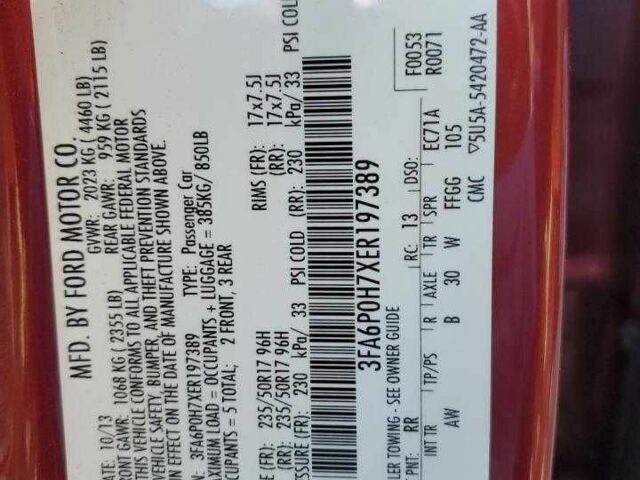 MFD. BY FORD MOTOR CO.
DATE: 10/13 GVWR: 2023 KG ( 4460 LB)
FRONT GAWR: 1068 KG ( 2355 LB) REAR GAWR: 959 KG ( 2115 LB)
THIS VEHICLE CONFORMS TO ALL APPLICABLE FEDERAL MOTOR
VEHICLE SAFETY, BUMPER, AND THEFT PREVENTION STANDARDS
IN EFFECT ON THE DATE OF MANUFACTURE SHOWN ABOVE.
N: 3FA6P0H7XER197389 TYPE: Passenger Car
AXIMUM LOAD = OCCUPANTS + LUGGAGE = 385KG/ 850LB
CUPANTS = 5 TOTAL; 2 FRONT, 3 REAR
E (FR): 235/50R17 96H RIMS (FR): 17x7.5J
(RR): 235/50R17 96H (RR): 17x7.5J
ESSURE (FR): 230 kPa/ 33 PSI COLD (RR): 230 kPa/ 33 PSI COLD
3FA6P0H7XER197389
LER TOWING - SEE OWNER GUIDE
F0053
PNT: RR RC: 13 DSO: R0071
INT TR TP/PS R AXLE TR SPR EC71A
AW B 30 W FFGG 105
CMC ▽5U5A-5420472-AA